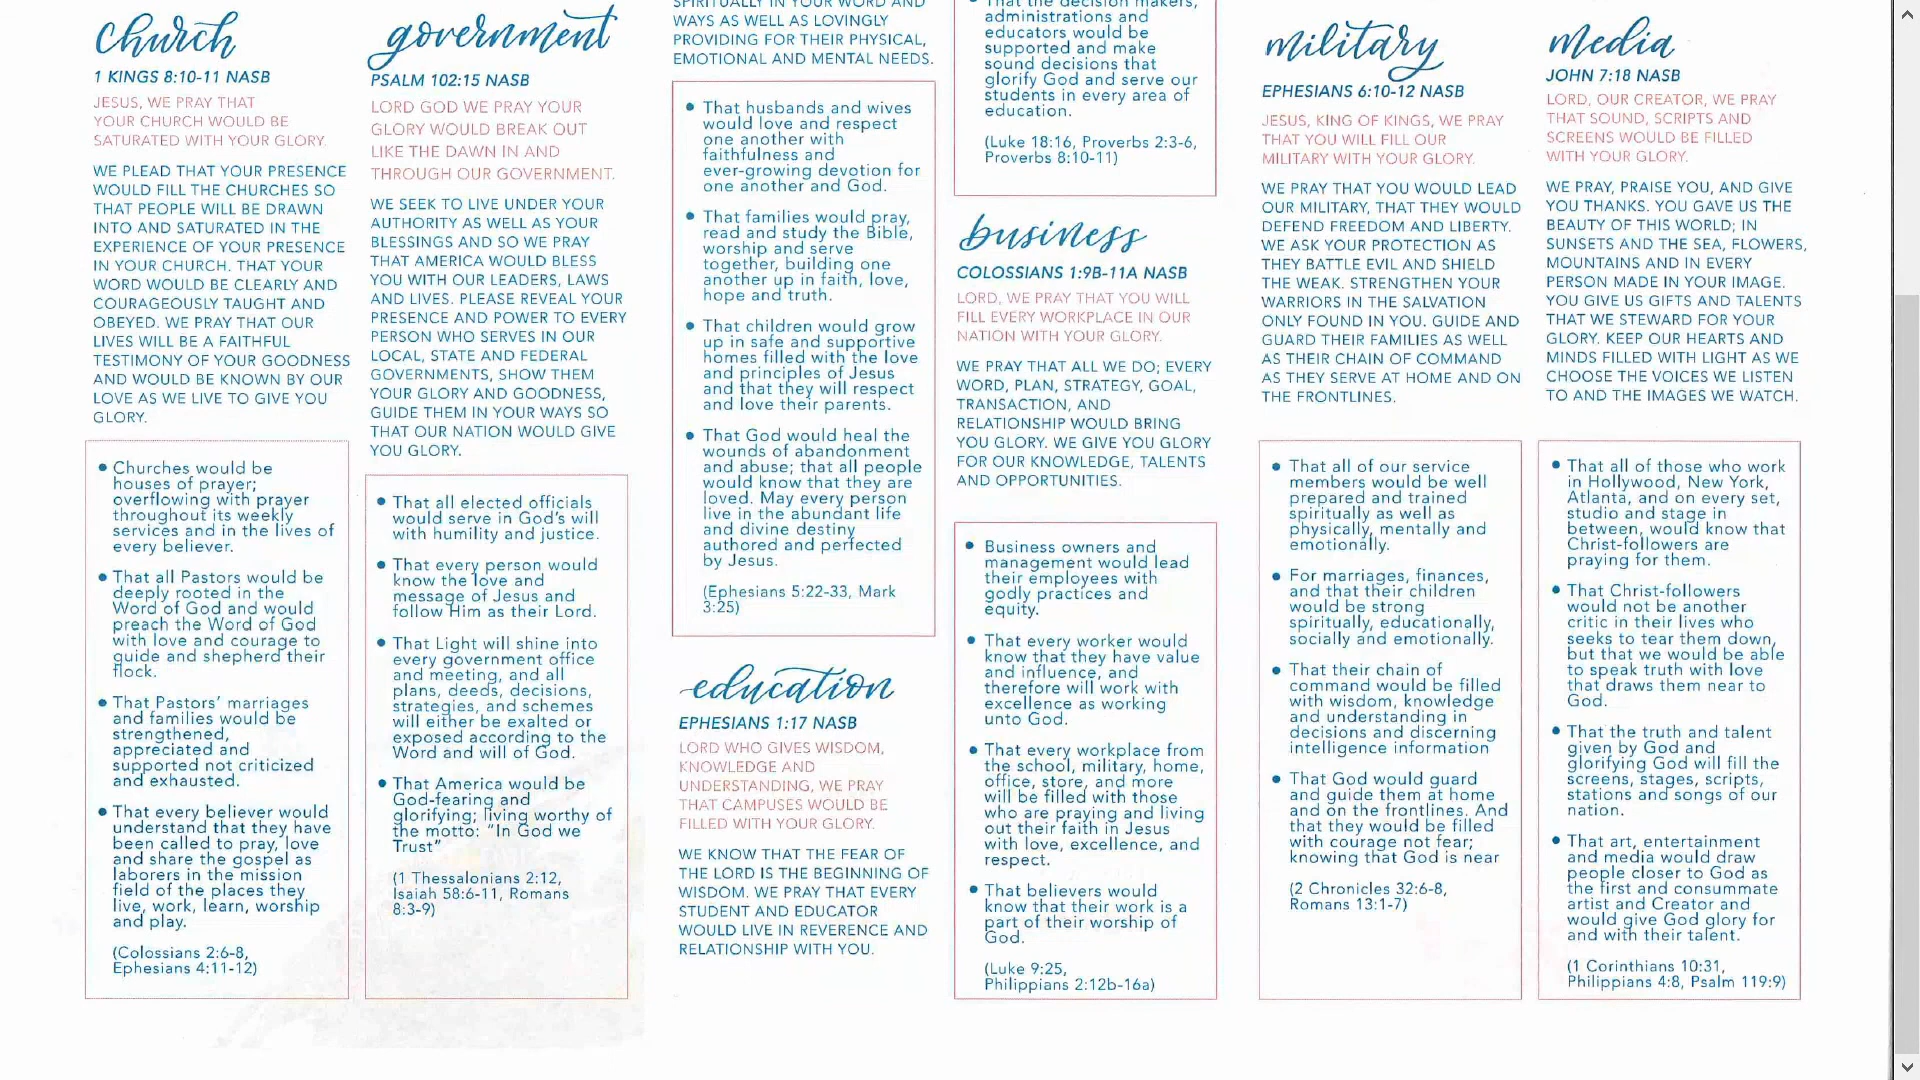 church
1 KINGS 8:10-11 NASB
JESUS, WE PRAY THAT
YOUR CHURCH WOULD BE
SATURATED WITH YOUR GLORY.
WE PLEAD THAT YOUR PRESENCE
WOULD FILL THE CHURCHES SO
THAT PEOPLE WILL BE DRAWN
INTO AND SATURATED IN THE
EXPERIENCE OF YOUR PRESENCE
IN YOUR CHURCH. THAT YOUR
WORD WOULD BE CLEARLY AND
COURAGEOUSLY TAUGHT AND
OBEYED. WE PRAY THAT OUR
LIVES WILL BE A FAITHFUL
TESTIMONY OF YOUR GOODNESS
AND WOULD BE KNOWN BY OUR
LOVE AS WE LIVE TO GIVE YOU
GLORY.
• Churches would be
houses of prayer;
overflowing with prayer
throughout its weekly
services and in the lives of
every believer.
• That all Pastors would be
deeply rooted in the
Word of God and would
preach the Word of God
with love and courage to
guide and shepherd their
flock.
• That Pastors' marriages
and families would be
strengthened,
appreciated and
supported not criticized
and exhausted.
• That every believer would
understand that they have
been called to pray, love
and share the gospel as
laborers in the mission
field of the places they
live, work, learn, worship
and play.
(Colossians 2:6-8,
Ephesians 4:11-12)
government
PSALM 102:15 NASB
LORD GOD WE PRAY YOUR
GLORY WOULD BREAK OUT
LIKE THE DAWN IN AND
THROUGH OUR GOVERNMENT.
WE SEEK TO LIVE UNDER YOUR
AUTHORITY AS WELL AS YOUR
BLESSINGS AND SO WE PRAY
THAT AMERICA WOULD BLESS
YOU WITH OUR LEADERS, LAWS
AND LIVES. PLEASE REVEAL YOUR
PRESENCE AND POWER TO EVERY
PERSON WHO SERVES IN OUR
LOCAL, STATE AND FEDERAL
GOVERNMENTS, SHOW THEM
YOUR GLORY AND GOODNESS,
GUIDE THEM IN YOUR WAYS SO
THAT OUR NATION WOULD GIVE
YOU GLORY.
• That all elected officials
would serve in God's will
with humility and justice.
• That every person would
know the love and
message of Jesus and
follow Him as their Lord.
• That Light will shine into
every government office
and meeting, and all
plans, deeds, decisions,
strategies, and schemes
will either be exalted or
exposed according to the
Word and will of God.
• That America would be
God-fearing and
glorifying; living worthy of
the motto: "In God we
Trust"
(1 Thessalonians 2:12,
Isaiah 58:6-11, Romans
8:3-9)
SPIRITUALLY IN YOUR WORD AND
WAYS AS WELL AS LOVINGLY
PROVIDING FOR THEIR PHYSICAL,
EMOTIONAL AND MENTAL NEEDS.
• That husbands and wives
would love and respect
one another with
faithfulness and
ever-growing devotion for
one another and God.
• That families would pray,
read and study the Bible,
worship and serve
together, building one
another up in faith, love,
hope and truth.
• That children would grow
up in safe and supportive
homes filled with the love
and principles of Jesus
and that they will respect
and love their parents.
• That God would heal the
wounds of abandonment
and abuse; that all people
would know that they are
loved. May every person
live in the abundant life
and divine destiny
authored and perfected
by Jesus.
(Ephesians 5:22-33, Mark
3:25)
education
EPHESIANS 1:17 NASB
LORD WHO GIVES WISDOM,
KNOWLEDGE AND
UNDERSTANDING, WE PRAY
THAT CAMPUSES WOULD BE
FILLED WITH YOUR GLORY.
WE KNOW THAT THE FEAR OF
THE LORD IS THE BEGINNING OF
WISDOM. WE PRAY THAT EVERY
STUDENT AND EDUCATOR
WOULD LIVE IN REVERENCE AND
RELATIONSHIP WITH YOU.
• That the decision makers,
administrations and
educators would be
supported and make
sound decisions that
glorify God and serve our
students in every area of
education.
(Luke 18:16, Proverbs 2:3-6,
Proverbs 8:10-11)
business
COLOSSIANS 1:9B-11A NASB
LORD, WE PRAY THAT YOU WILL
FILL EVERY WORKPLACE IN OUR
NATION WITH YOUR GLORY.
WE PRAY THAT ALL WE DO; EVERY
WORD, PLAN, STRATEGY, GOAL,
TRANSACTION, AND
RELATIONSHIP WOULD BRING
YOU GLORY. WE GIVE YOU GLORY
FOR OUR KNOWLEDGE, TALENTS
AND OPPORTUNITIES.
• Business owners and
management would lead
their employees with
godly practices and
equity.
• That every worker would
know that they have value
and influence, and
therefore will work with
excellence as working
unto God.
• That every workplace from
the school, military, home,
office, store, and more
will be filled with those
who are praying and living
out their faith in Jesus
with love, excellence, and
respect.
• That believers would
know that their work is a
part of their worship of
God.
(Luke 9:25,
Philippians 2:12b-16a)
military
EPHESIANS 6:10-12 NASB
JESUS, KING OF KINGS, WE PRAY
THAT YOU WILL FILL OUR
MILITARY WITH YOUR GLORY.
WE PRAY THAT YOU WOULD LEAD
OUR MILITARY, THAT THEY WOULD
DEFEND FREEDOM AND LIBERTY.
WE ASK YOUR PROTECTION AS
THEY BATTLE EVIL AND SHIELD
THE WEAK. STRENGTHEN YOUR
WARRIORS IN THE SALVATION
ONLY FOUND IN YOU. GUIDE AND
GUARD THEIR FAMILIES AS WELL
AS THEIR CHAIN OF COMMAND
AS THEY SERVE AT HOME AND ON
THE FRONTLINES.
• That all of our service
members would be well
prepared and trained
spiritually as well as
physically, mentally and
emotionally.
• For marriages, finances,
and that their children
would be strong
spiritually, educationally,
socially and emotionally.
• That their chain of
command would be filled
with wisdom, knowledge
and understanding in
decisions and discerning
intelligence information
• That God would guard
and guide them at home
and on the frontlines. And
that they would be filled
with courage not fear;
knowing that God is near
(2 Chronicles 32:6-8,
Romans 13:1-7)
media
JOHN 7:18 NASB
LORD, OUR CREATOR, WE PRAY
THAT SOUND, SCRIPTS AND
SCREENS WOULD BE FILLED
WITH YOUR GLORY.
WE PRAY, PRAISE YOU, AND GIVE
YOU THANKS. YOU GAVE US THE
BEAUTY OF THIS WORLD; IN
SUNSETS AND THE SEA, FLOWERS,
MOUNTAINS AND IN EVERY
PERSON MADE IN YOUR IMAGE.
YOU GIVE US GIFTS AND TALENTS
THAT WE STEWARD FOR YOUR
GLORY. KEEP OUR HEARTS AND
MINDS FILLED WITH LIGHT AS WE
CHOOSE THE VOICES WE LISTEN
TO AND THE IMAGES WE WATCH.
• That all of those who work
in Hollywood, New York,
Atlanta, and on every set,
studio and stage in
between, would know that
Christ-followers are
praying for them.
• That Christ-followers
would not be another
critic in their lives who
seeks to tear them down,
but that we would be able
to speak truth with love
that draws them near to
God.
• That the truth and talent
given by God and
glorifying God will fill the
screens, stages, scripts,
stations and songs of our
nation.
• That art, entertainment
and media would draw
people closer to God as
the first and consummate
artist and Creator and
would give God glory for
and with their talent.
(1 Corinthians 10:31,
Philippians 4:8, Psalm 119:9)